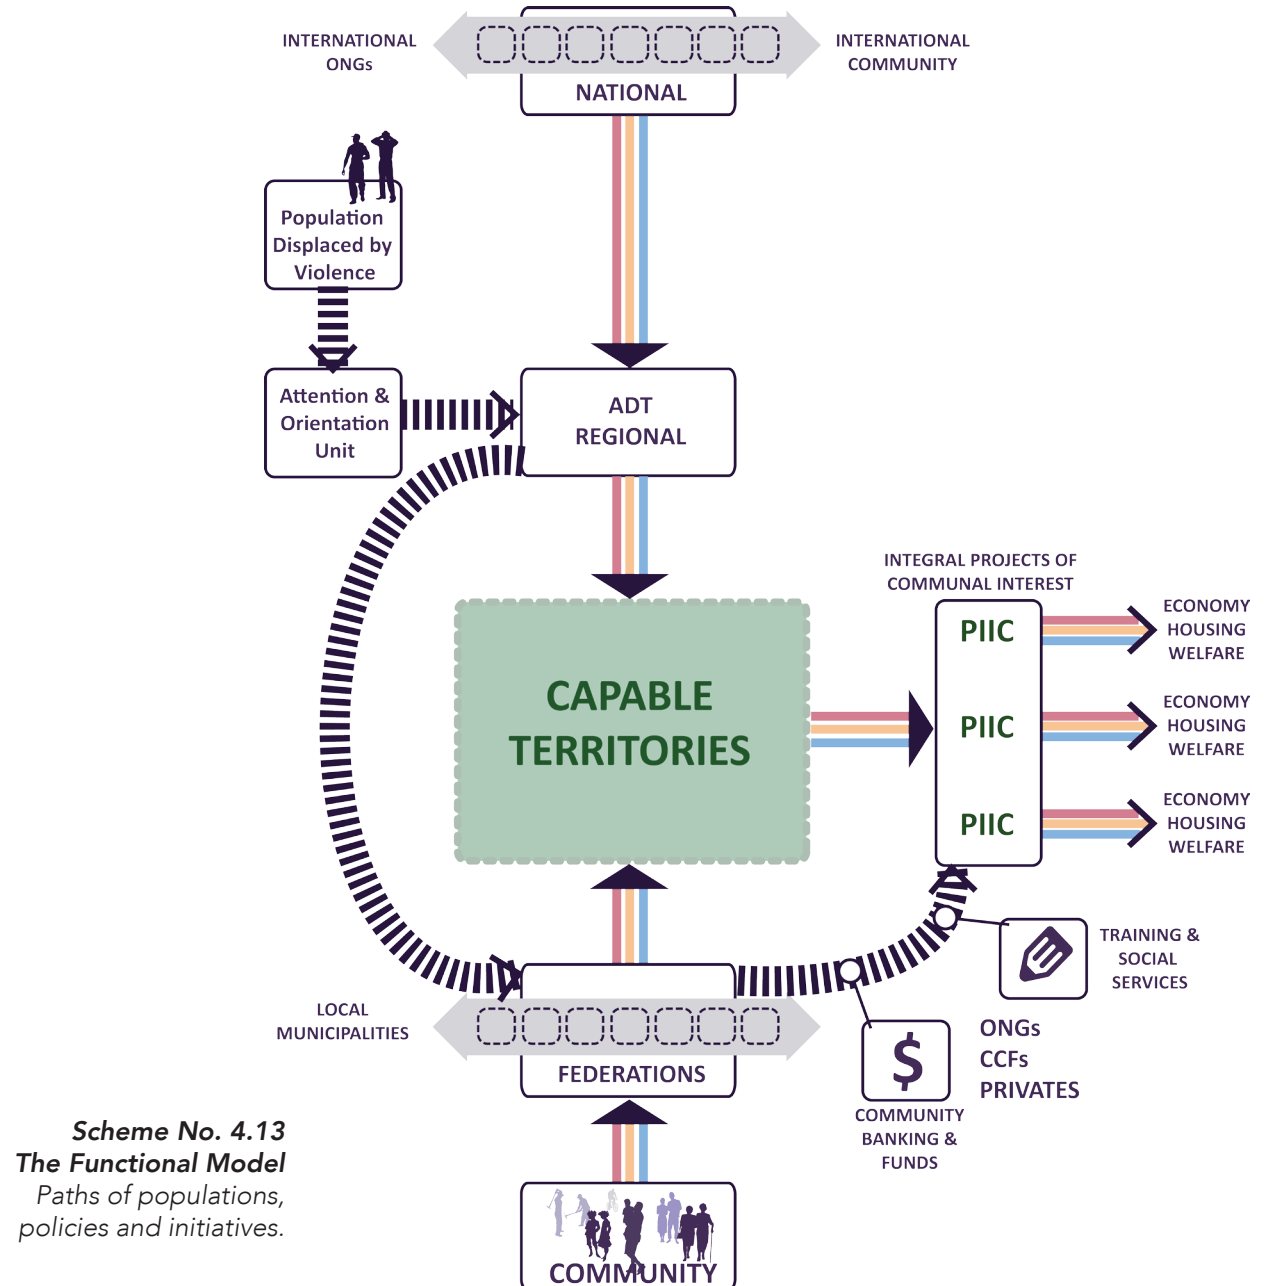 INTERNATIONAL
ONGs
INTERNATIONAL
COMMUNITY
NATIONAL
Population
Displaced by
Violence
Attention &
Orientation
Unit
ADT
REGIONAL
INTEGRAL PROJECTS OF
COMMUNAL INTEREST
CAPABLE
TERRITORIES
PIIC
ECONOMY
HOUSING
WELFARE
PIIC
ECONOMY
HOUSING
WELFARE
PIIC
ECONOMY
HOUSING
WELFARE
TRAINING &
SOCIAL
SERVICES
LOCAL
MUNICIPALITIES
FEDERATIONS
$
ONGs
CCFs
PRIVATES
COMMUNITY
BANKING &
FUNDS
Scheme No. 4.13
The Functional Model
Paths of populations,
policies and initiatives.
COMMUNITY